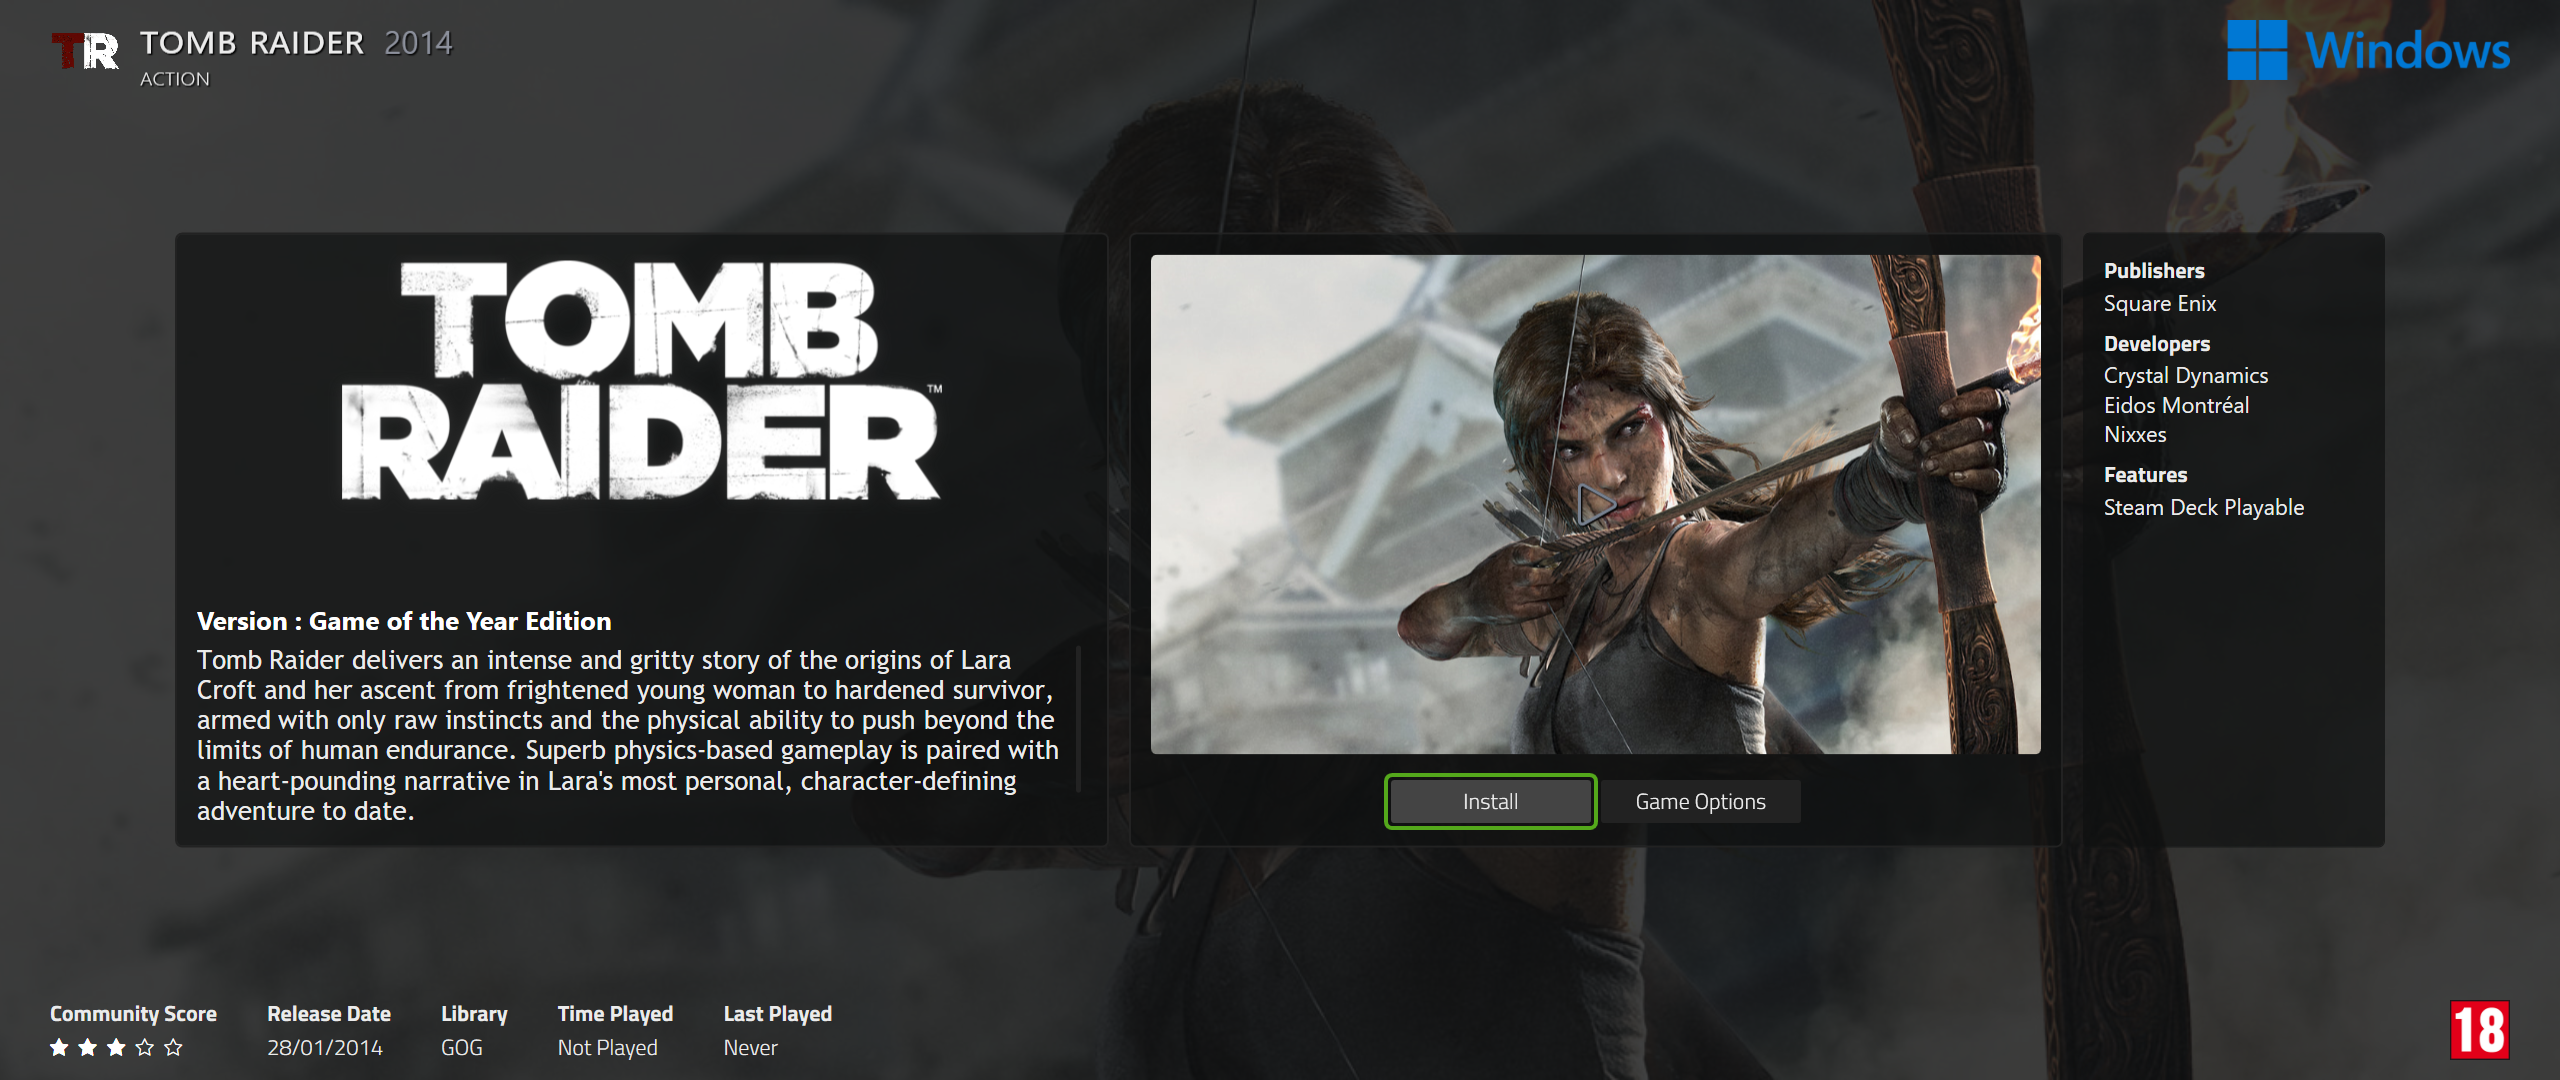 TR
TOMB RAIDER 2014
ACTION
Windows
TOMB
RAIDER™
Version : Game of the Year Edition
Tomb Raider delivers an intense and gritty story of the origins of Lara
Croft and her ascent from frightened young woman to hardened survivor,
armed with only raw instincts and the physical ability to push beyond the
limits of human endurance. Superb physics-based gameplay is paired with
a heart-pounding narrative in Lara's most personal, character-defining
adventure to date.
Install
Game Options
Publishers
Square Enix
Developers
Crystal Dynamics
Eidos Montréal
Nixxes
Features
Steam Deck Playable
Community Score
Release Date
28/01/2014
Library
GOG
Time Played
Not Played
Last Played
Never
18